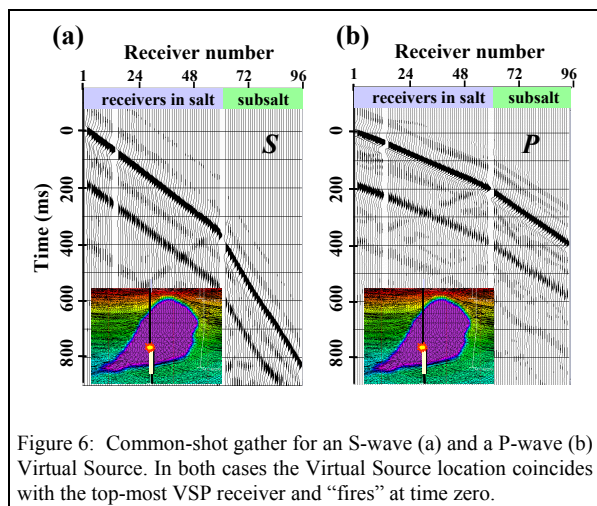 (a)
Receiver number
1 24 48 72 96
receivers in salt subsalt
S
Time (ms)
0
200
400
600
800
(b)
Receiver number
1 24 48 72 96
receivers in salt subsalt
P
0
200
400
600
800
Figure 6: Common-shot gather for an S-wave (a) and a P-wave (b)
Virtual Source. In both cases the Virtual Source location coincides
with the top-most VSP receiver and “fires” at time zero.